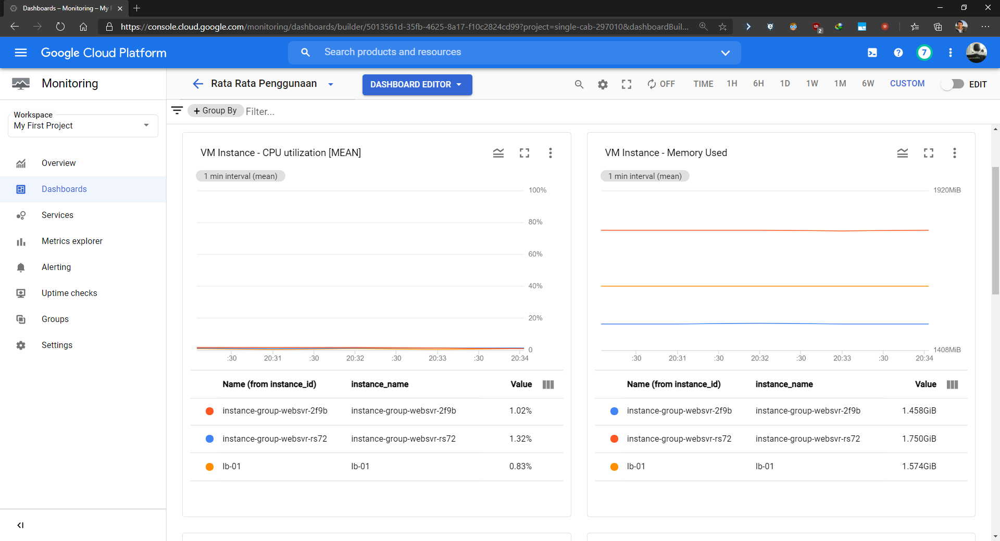 Dashboards – Monitoring – My F
https://console.cloud.google.com/monitoring/dashboards/builder/5013561d-35fb-4625-8a17-f10c2824cd99?project=single-cab-297010&dashboardBuil...
2
Google Cloud Platform
Search products and resources
7
Monitoring
Rata Rata Penggunaan
DASHBOARD EDITOR
OFF
TIME
1H
6H
1D
1W
1M
6W
CUSTOM
EDIT
Workspace
My First Project
+ Group By
Filter...
Overview
Dashboards
Services
Metrics explorer
Alerting
Uptime checks
Groups
Settings
VM Instance - CPU utilization [MEAN]
1 min interval (mean)
100%
80%
60%
40%
20%
0
:30 20:31 :30 20:32 :30 20:33 :30 20:34
Name (from instance_id) instance_name Value
instance-group-websvr-2f9b instance-group-websvr-2f9b 1.02%
instance-group-websvr-rs72 instance-group-websvr-rs72 1.32%
lb-01 lb-01 0.83%
VM Instance - Memory Used
1 min interval (mean)
1920MiB
1408MiB
:30 20:31 :30 20:32 :30 20:33 :30 20:34
Name (from instance_id) instance_name Value
instance-group-websvr-2f9b instance-group-websvr-2f9b 1.458GiB
instance-group-websvr-rs72 instance-group-websvr-rs72 1.750GiB
lb-01 lb-01 1.574GiB